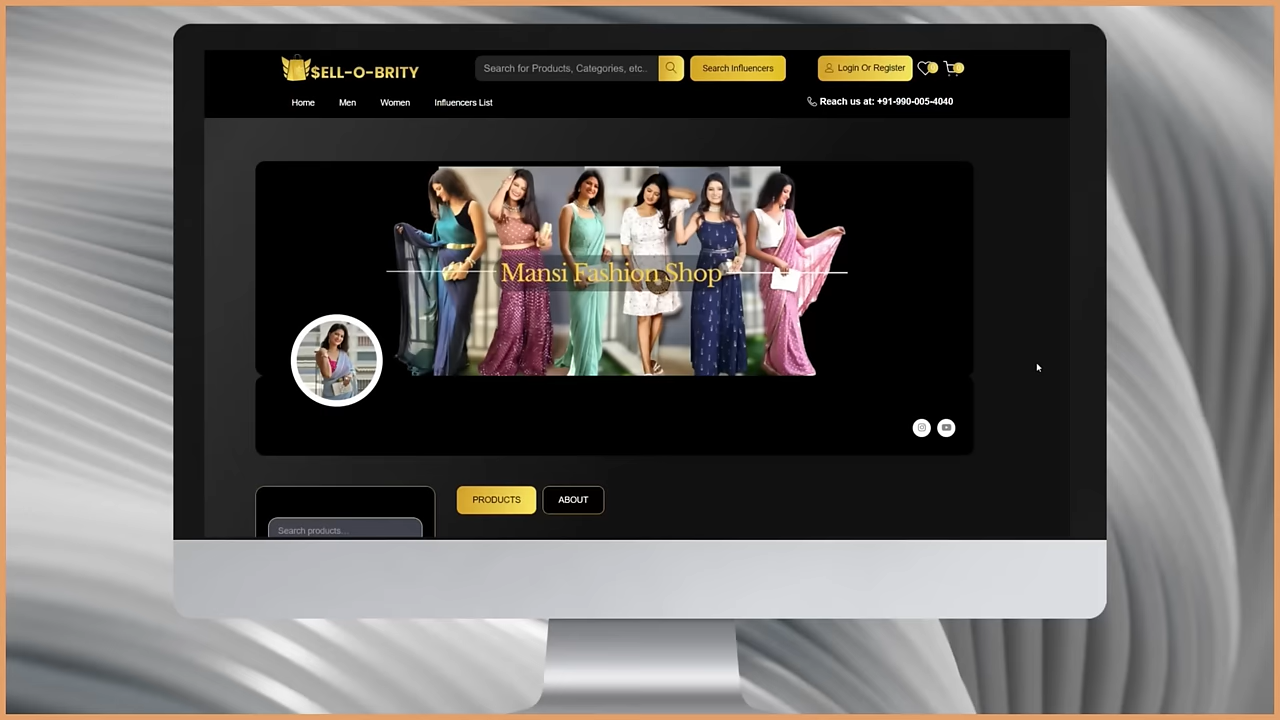 $ELL-O-BRITY
Search for Products, Categories, etc..
Search Influencers
Login Or Register
Home
Men
Women
Influencers List
Reach us at: +91-990-005-4040
Mansi Fashion Shop
PRODUCTS
ABOUT
Search products...